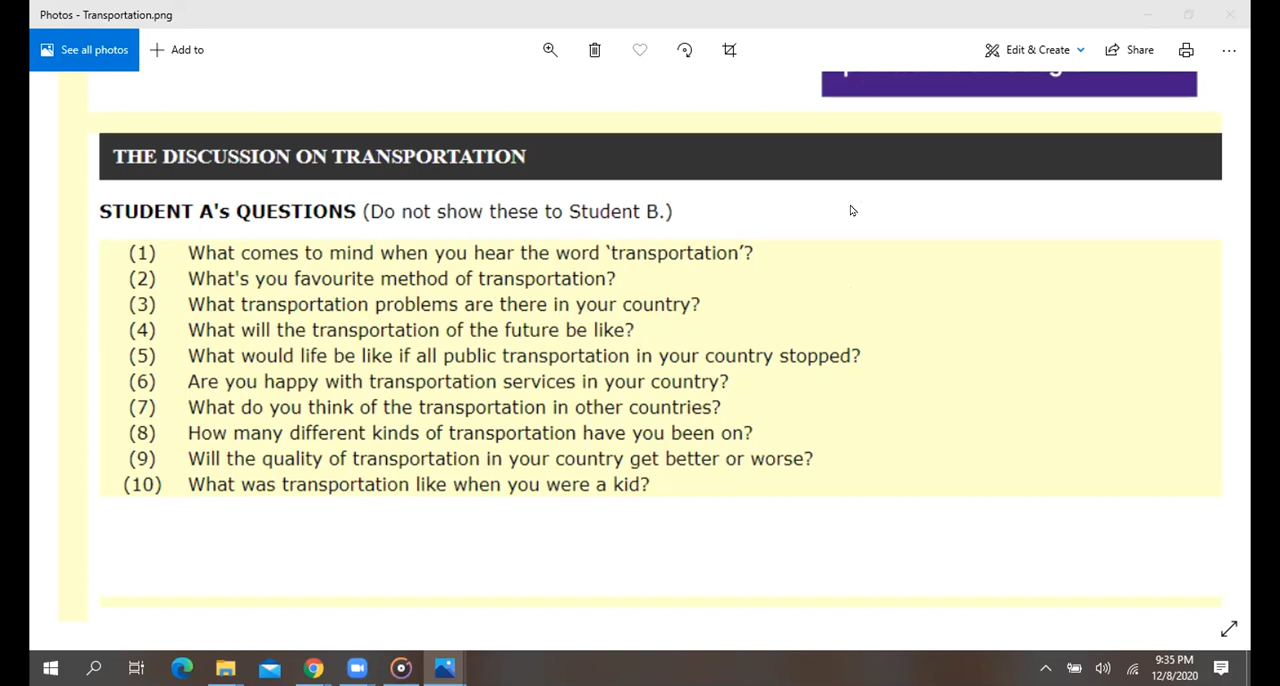 Photos - Transportation.png
See all photos
Add to
Edit & Create
Share
THE DISCUSSION ON TRANSPORTATION
STUDENT A's QUESTIONS (Do not show these to Student B.)
(1) What comes to mind when you hear the word ‘transportation’?
(2) What's you favourite method of transportation?
(3) What transportation problems are there in your country?
(4) What will the transportation of the future be like?
(5) What would life be like if all public transportation in your country stopped?
(6) Are you happy with transportation services in your country?
(7) What do you think of the transportation in other countries?
(8) How many different kinds of transportation have you been on?
(9) Will the quality of transportation in your country get better or worse?
(10) What was transportation like when you were a kid?
9:35 PM
12/8/2020